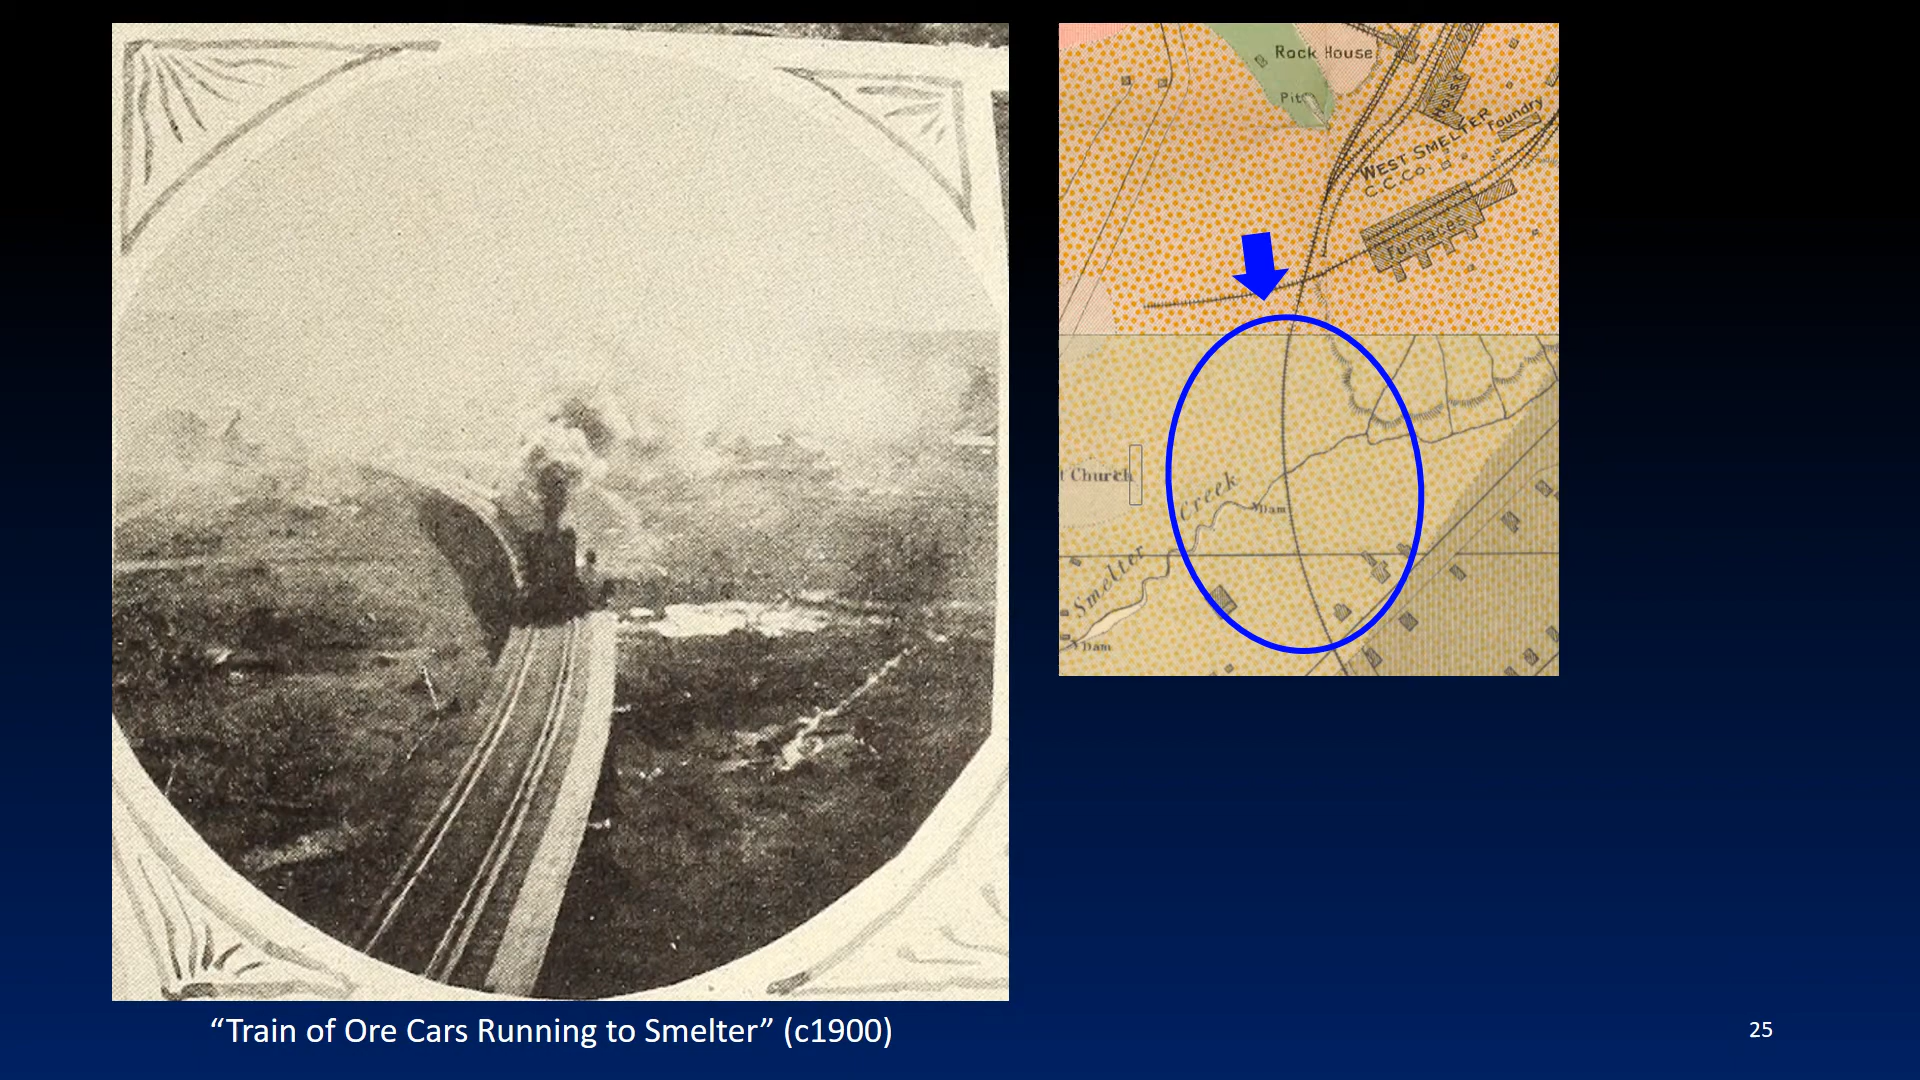 Rock House
Pit
Hoist
WEST SMELTER
C.C.Co.
Foundry
Furnaces
t Church
Smelter Creek
Dam
Dam
“Train of Ore Cars Running to Smelter” (c1900)
25